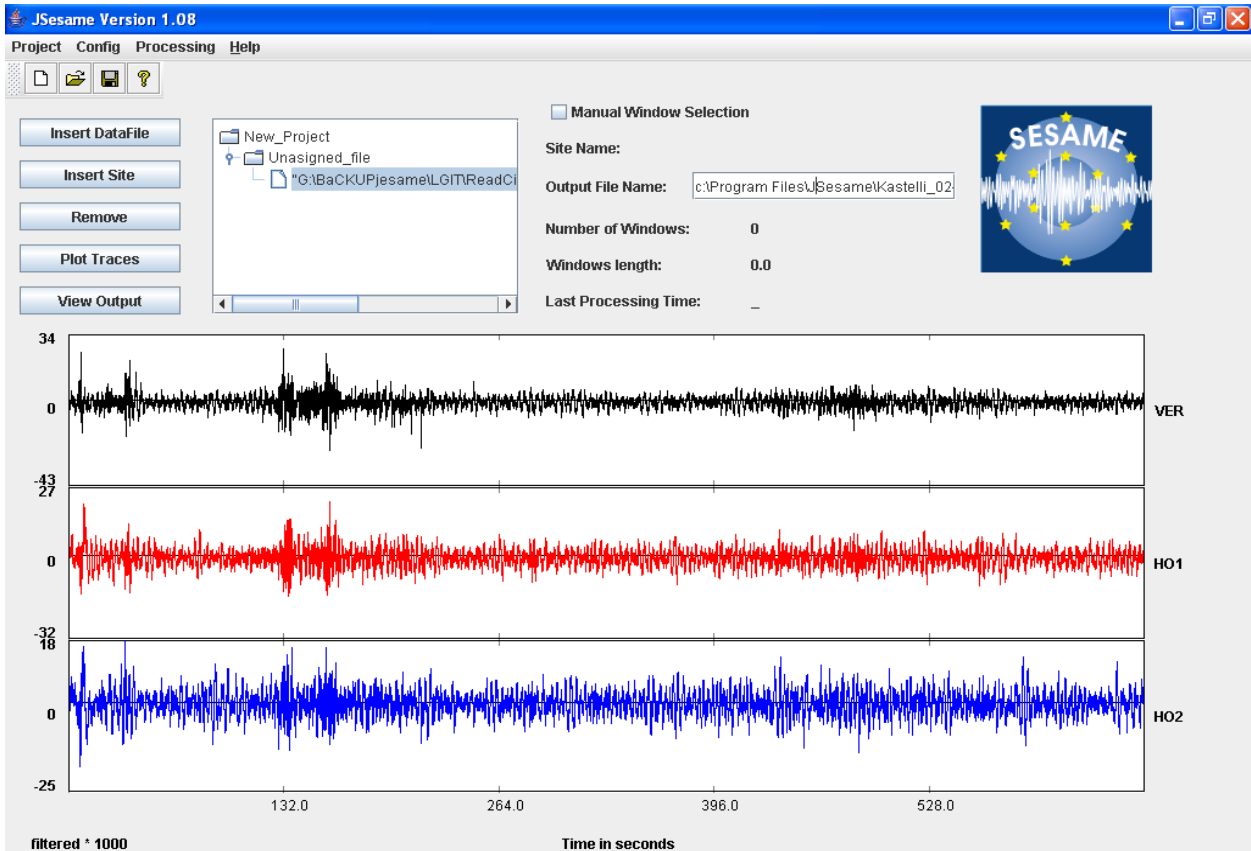 JSesame Version 1.08
Project Config Processing Help
Insert DataFile
Insert Site
Remove
Plot Traces
View Output
New_Project
Unasigned_file
"G:\BaCKUPjesame\LGIT\ReadCi
Manual Window Selection
Site Name:
Output File Name: c:\Program Files\JSesame\Kastelli_02-
Number of Windows: 0
Windows length: 0.0
Last Processing Time: _
SESAME
34
0
-43
VER
27
0
-32
HO1
18
0
-25
HO2
132.0 264.0 396.0 528.0
filtered * 1000 Time in seconds